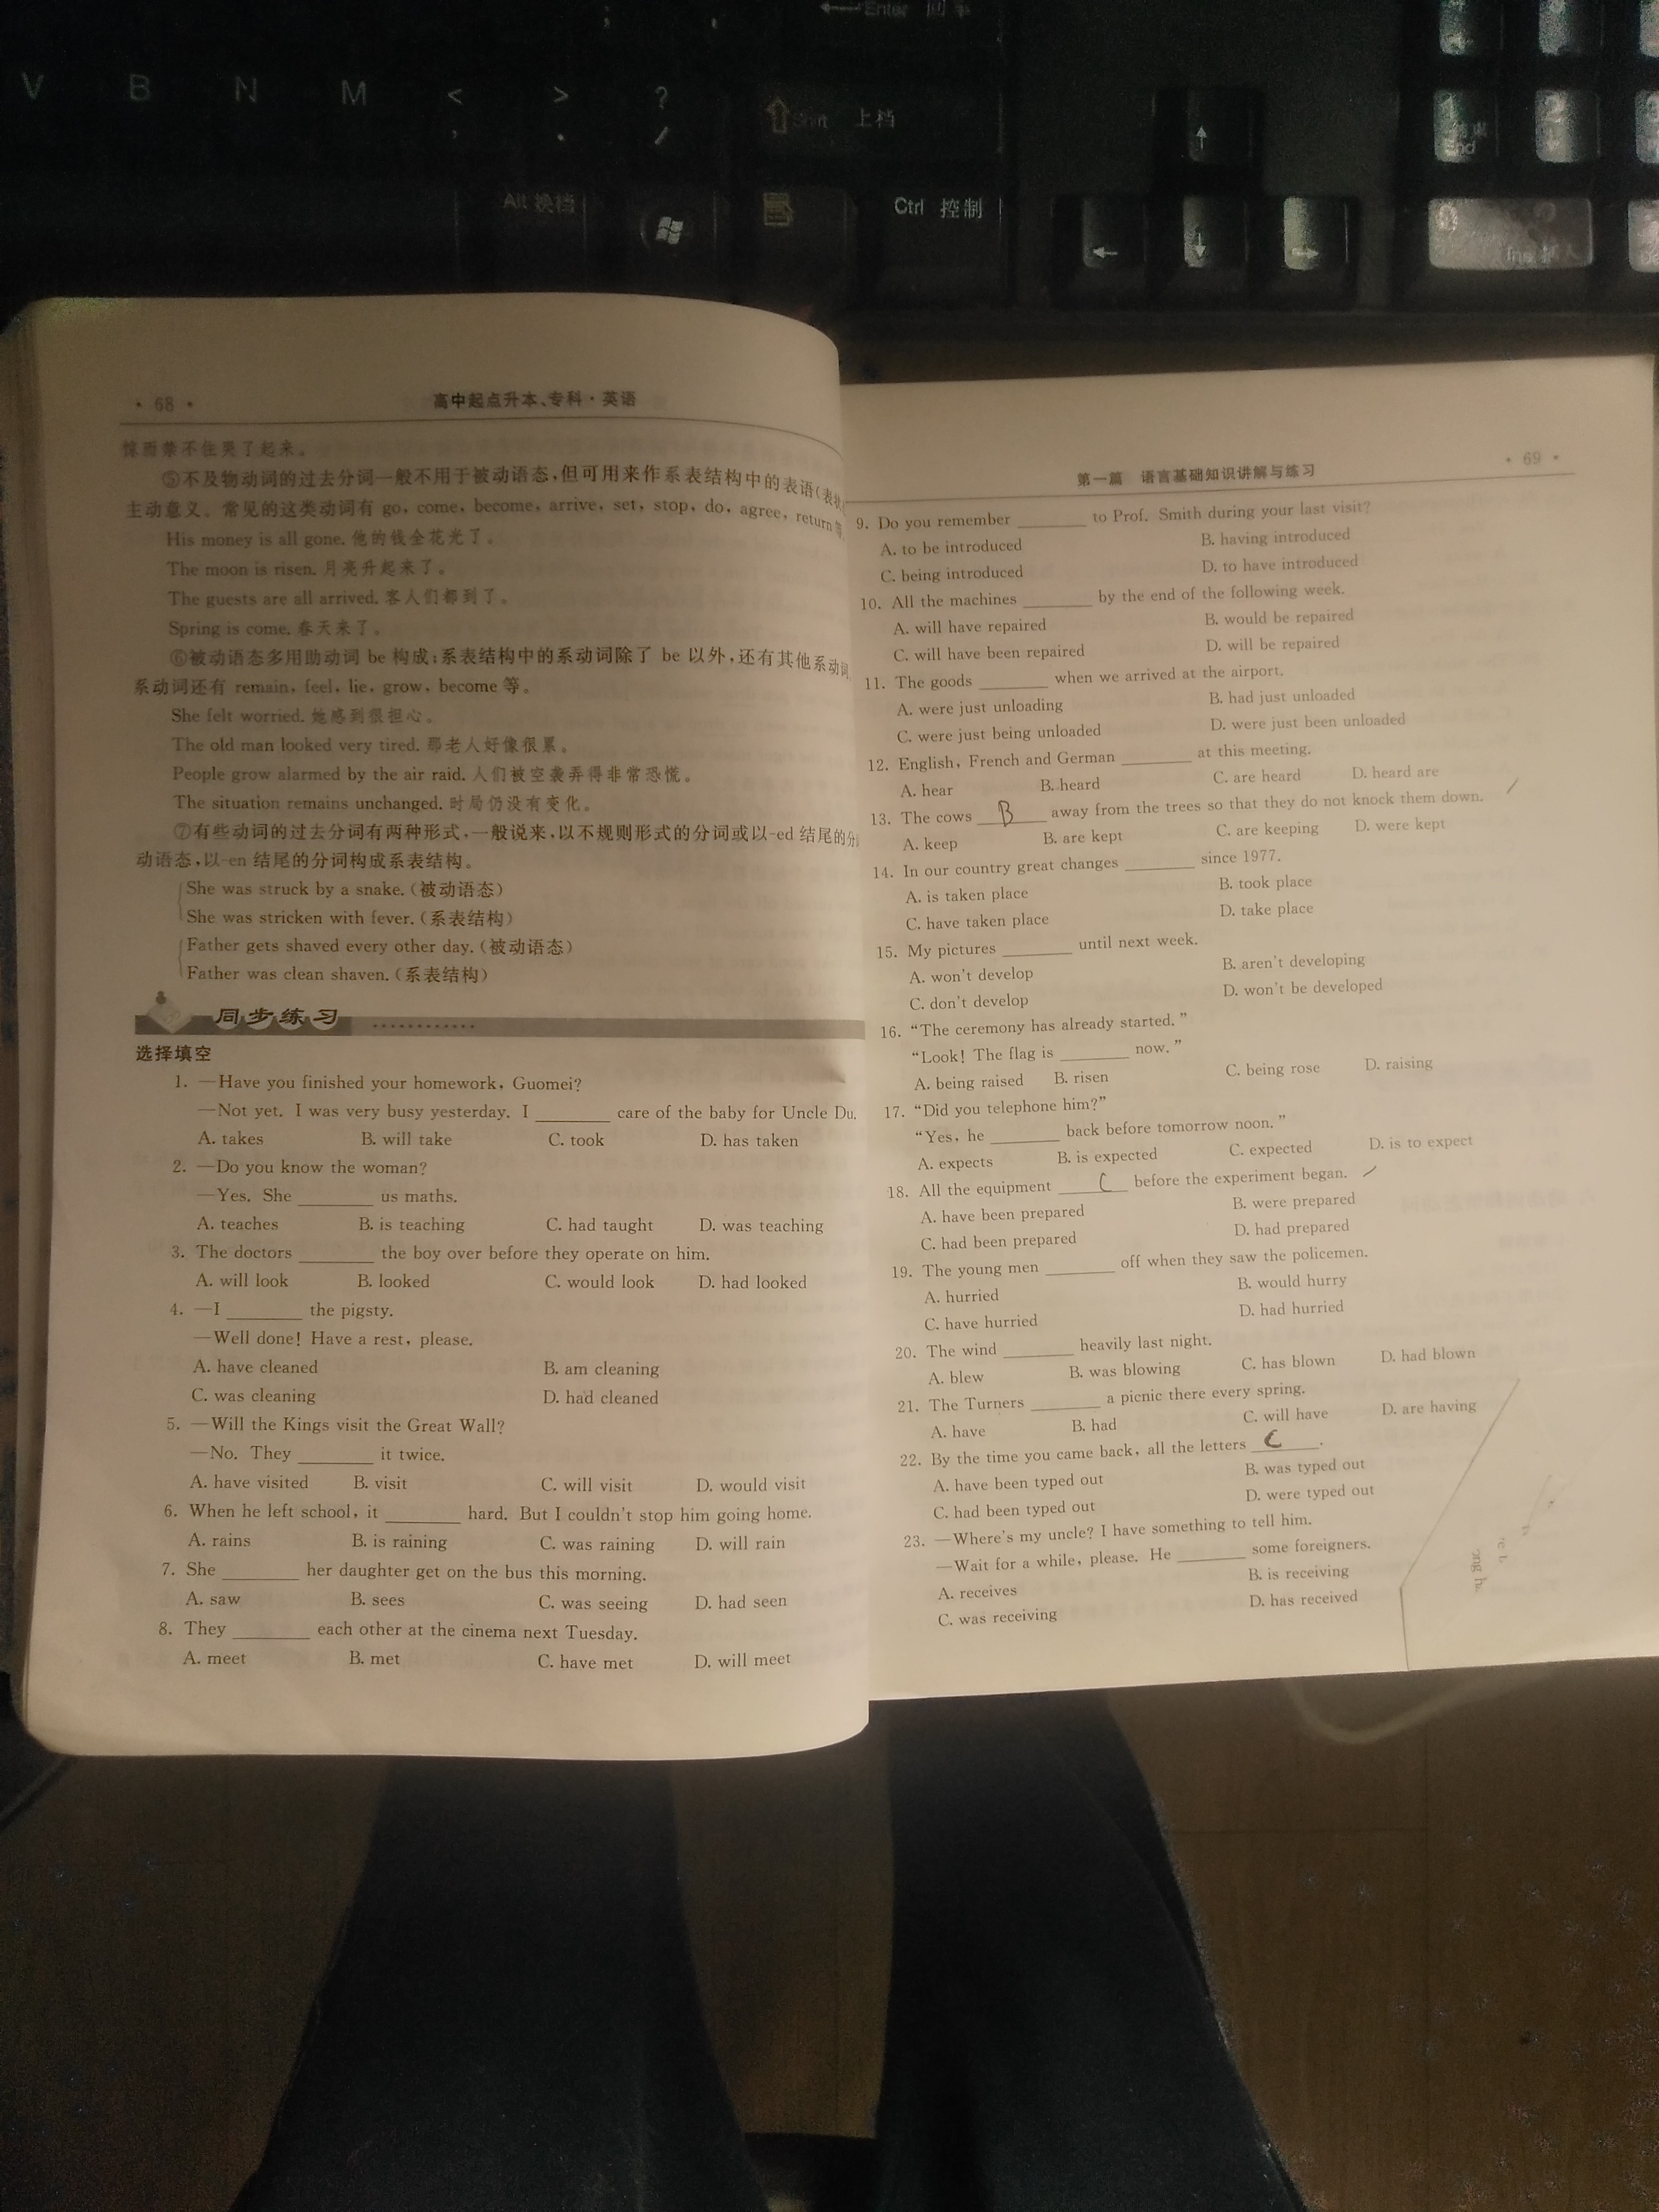 Enter 回车
V B N M < > ?
, . /
Shift 上档
End
Alt 换档
Ctrl 控制
Ins 插入
• 68 •
高中起点升本、专科·英语
惊而禁不住哭了起来。
⑤不及物动词的过去分词一般不用于被动语态,但可用来作系表结构中的表语(表
主动意义。常见的这类动词有 go, come, become, arrive, set, stop, do, agree, return 等
His money is all gone. 他的钱全花光了。
The moon is risen. 月亮升起来了。
The guests are all arrived. 客人们都到了。
Spring is come. 春天来了。
⑥被动语态多用助动词 be 构成;系表结构中的系动词除了 be 以外,还有其他系动词
系动词还有 remain, feel, lie, grow, become 等。
She felt worried. 她感到很担心。
The old man looked very tired. 那老人好像很累。
People grow alarmed by the air raid. 人们被空袭弄得非常恐慌。
The situation remains unchanged. 时局仍没有变化。
⑦有些动词的过去分词有两种形式,一般说来,以不规则形式的分词或以-ed 结尾的分
动语态,以-en 结尾的分词构成系表结构。
She was struck by a snake. (被动语态)
She was stricken with fever. (系表结构)
Father gets shaved every other day. (被动语态)
Father was clean shaven. (系表结构)
同步练习
选择填空
1. —Have you finished your homework, Guomei?
—Not yet. I was very busy yesterday. I ______ care of the baby for Uncle Du.
A. takes B. will take C. took D. has taken
2. —Do you know the woman?
—Yes. She ______ us maths.
A. teaches B. is teaching C. had taught D. was teaching
3. The doctors ______ the boy over before they operate on him.
A. will look B. looked C. would look D. had looked
4. —I ______ the pigsty.
—Well done! Have a rest, please.
A. have cleaned B. am cleaning
C. was cleaning D. had cleaned
5. —Will the Kings visit the Great Wall?
—No. They ______ it twice.
A. have visited B. visit C. will visit D. would visit
6. When he left school, it ______ hard. But I couldn't stop him going home.
A. rains B. is raining C. was raining D. will rain
7. She ______ her daughter get on the bus this morning.
A. saw B. sees C. was seeing D. had seen
8. They ______ each other at the cinema next Tuesday.
A. meet B. met C. have met D. will meet
第一篇 语言基础知识讲解与练习
• 69 •
9. Do you remember ______ to Prof. Smith during your last visit?
A. to be introduced B. having introduced
C. being introduced D. to have introduced
10. All the machines ______ by the end of the following week.
A. will have repaired B. would be repaired
C. will have been repaired D. will be repaired
11. The goods ______ when we arrived at the airport.
A. were just unloading B. had just unloaded
C. were just being unloaded D. were just been unloaded
12. English, French and German ______ at this meeting.
A. hear B. heard C. are heard D. heard are
13. The cows B away from the trees so that they do not knock them down.
A. keep B. are kept C. are keeping D. were kept
14. In our country great changes ______ since 1977.
A. is taken place B. took place
C. have taken place D. take place
15. My pictures ______ until next week.
A. won't develop B. aren't developing
C. don't develop D. won't be developed
16. "The ceremony has already started."
"Look! The flag is ______ now."
A. being raised B. risen C. being rose D. raising
17. "Did you telephone him?"
"Yes, he ______ back before tomorrow noon."
A. expects B. is expected C. expected D. is to expect
18. All the equipment C before the experiment began.
A. have been prepared B. were prepared
C. had been prepared D. had prepared
19. The young men ______ off when they saw the policemen.
A. hurried B. would hurry
C. have hurried D. had hurried
20. The wind ______ heavily last night.
A. blew B. was blowing C. has blown D. had blown
21. The Turners ______ a picnic there every spring.
A. have B. had C. will have D. are having
22. By the time you came back, all the letters C.
A. have been typed out B. was typed out
C. had been typed out D. were typed out
23. —Where's my uncle? I have something to tell him.
—Wait for a while, please. He ______ some foreigners.
A. receives B. is receiving
C. was receiving D. has received